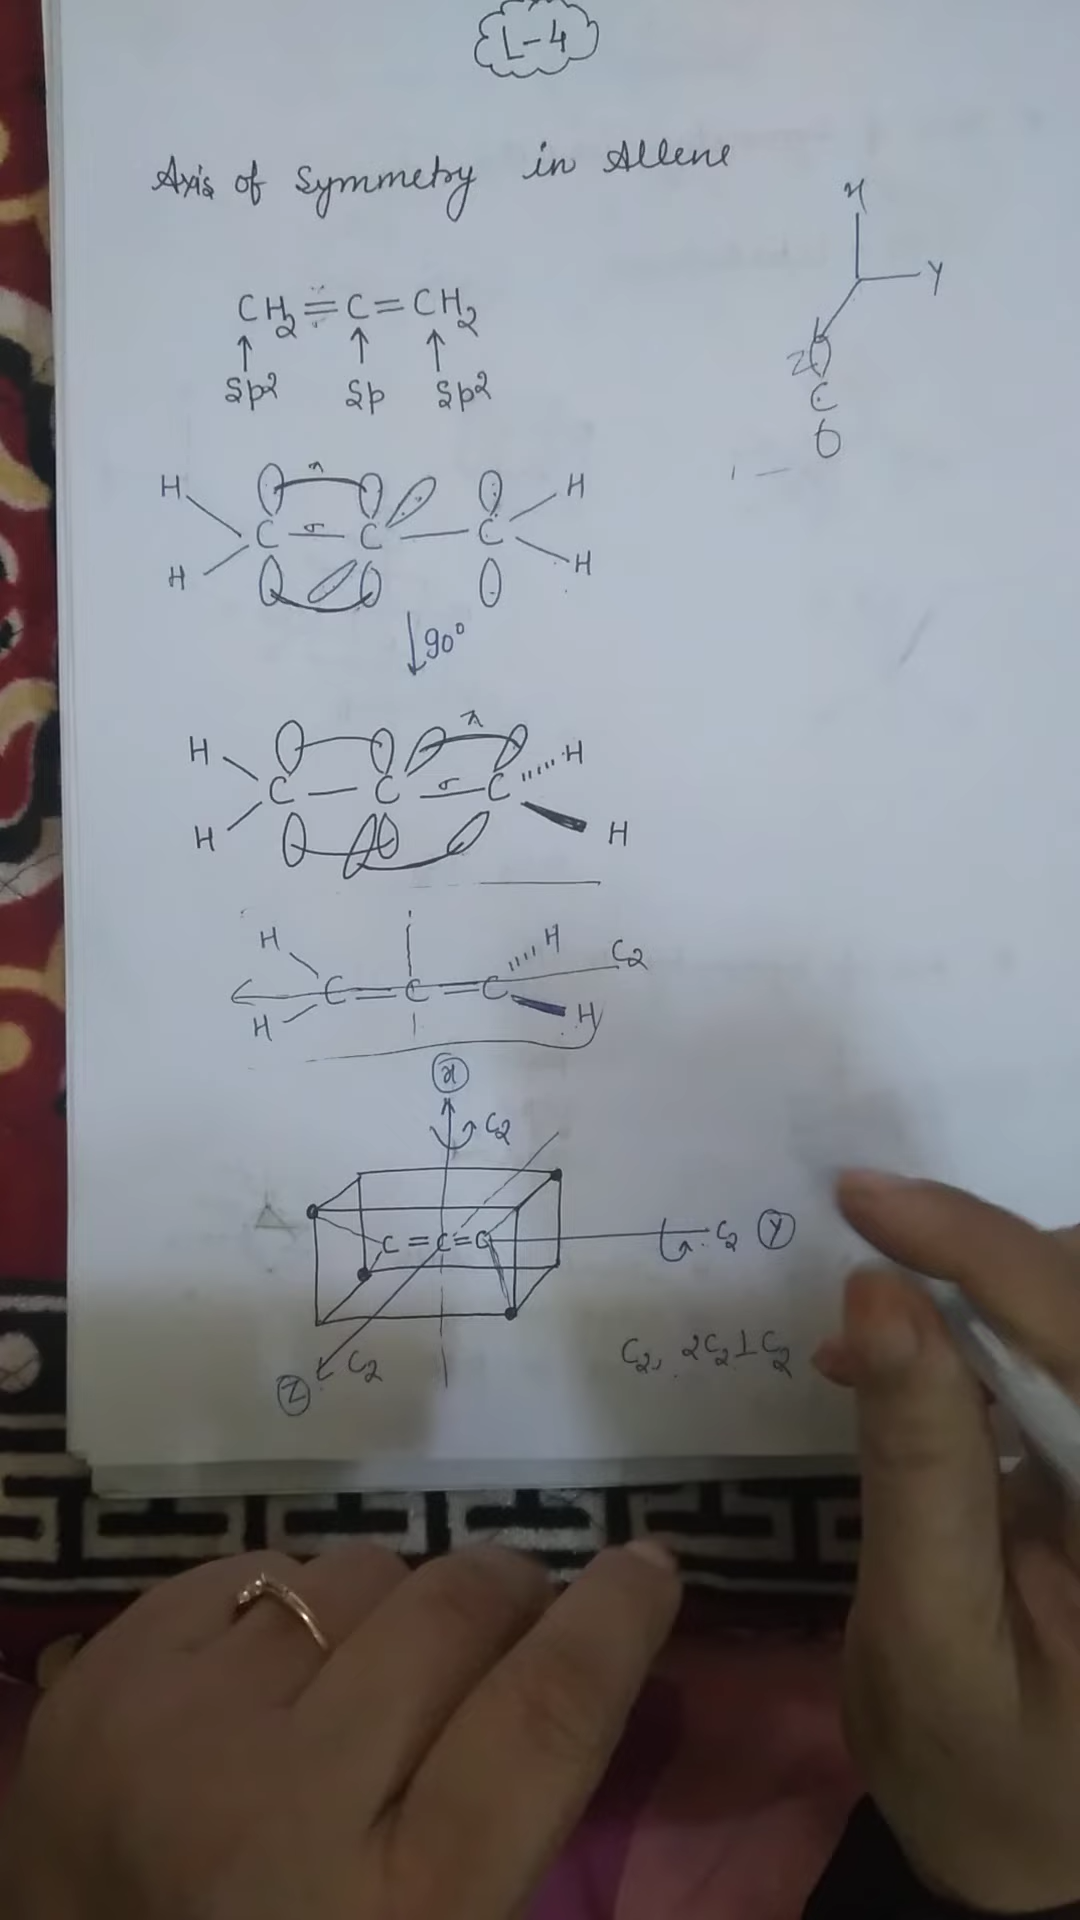 L-4
Axis of Symmetry in Allene
x
Y
Z
CH2=C=CH2
Sp2 Sp Sp2
π
H H
C σ C C
H H
90°
π
H H
C C σ C
H H
H H C2
C=C=C
H H
x
C2
C=C=C C2 Y
C2
Z
C2, 2C2⊥C2